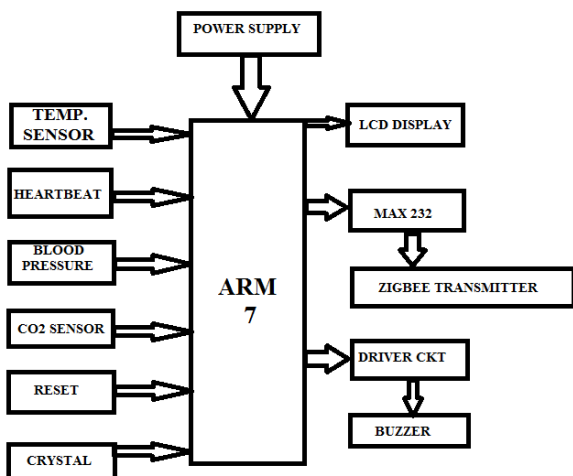 POWER SUPPLY
TEMP.
SENSOR
HEARTBEAT
BLOOD
PRESSURE
CO2 SENSOR
RESET
CRYSTAL
ARM
7
LCD DISPLAY
MAX 232
ZIGBEE TRANSMITTER
DRIVER CKT
BUZZER